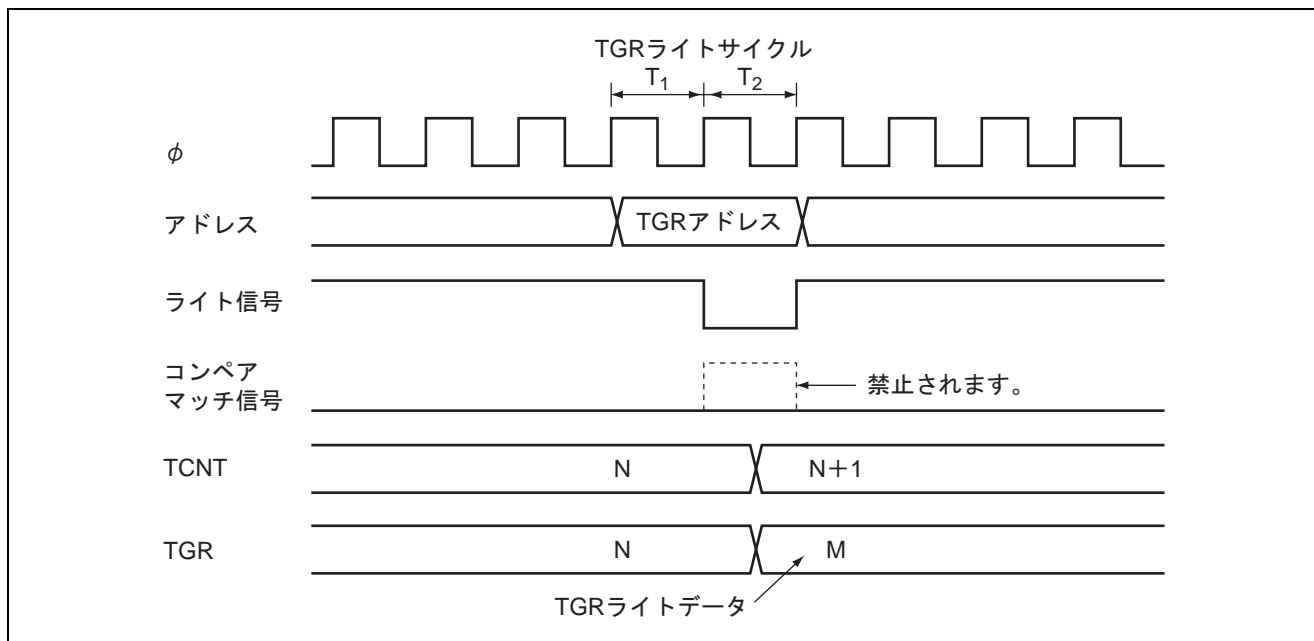 TGRライトサイクル
T1 T2
φ
アドレス
TGRアドレス
ライト信号
コンペア
マッチ信号
禁止されます。
TCNT
N
N+1
TGR
N
M
TGRライトデータ